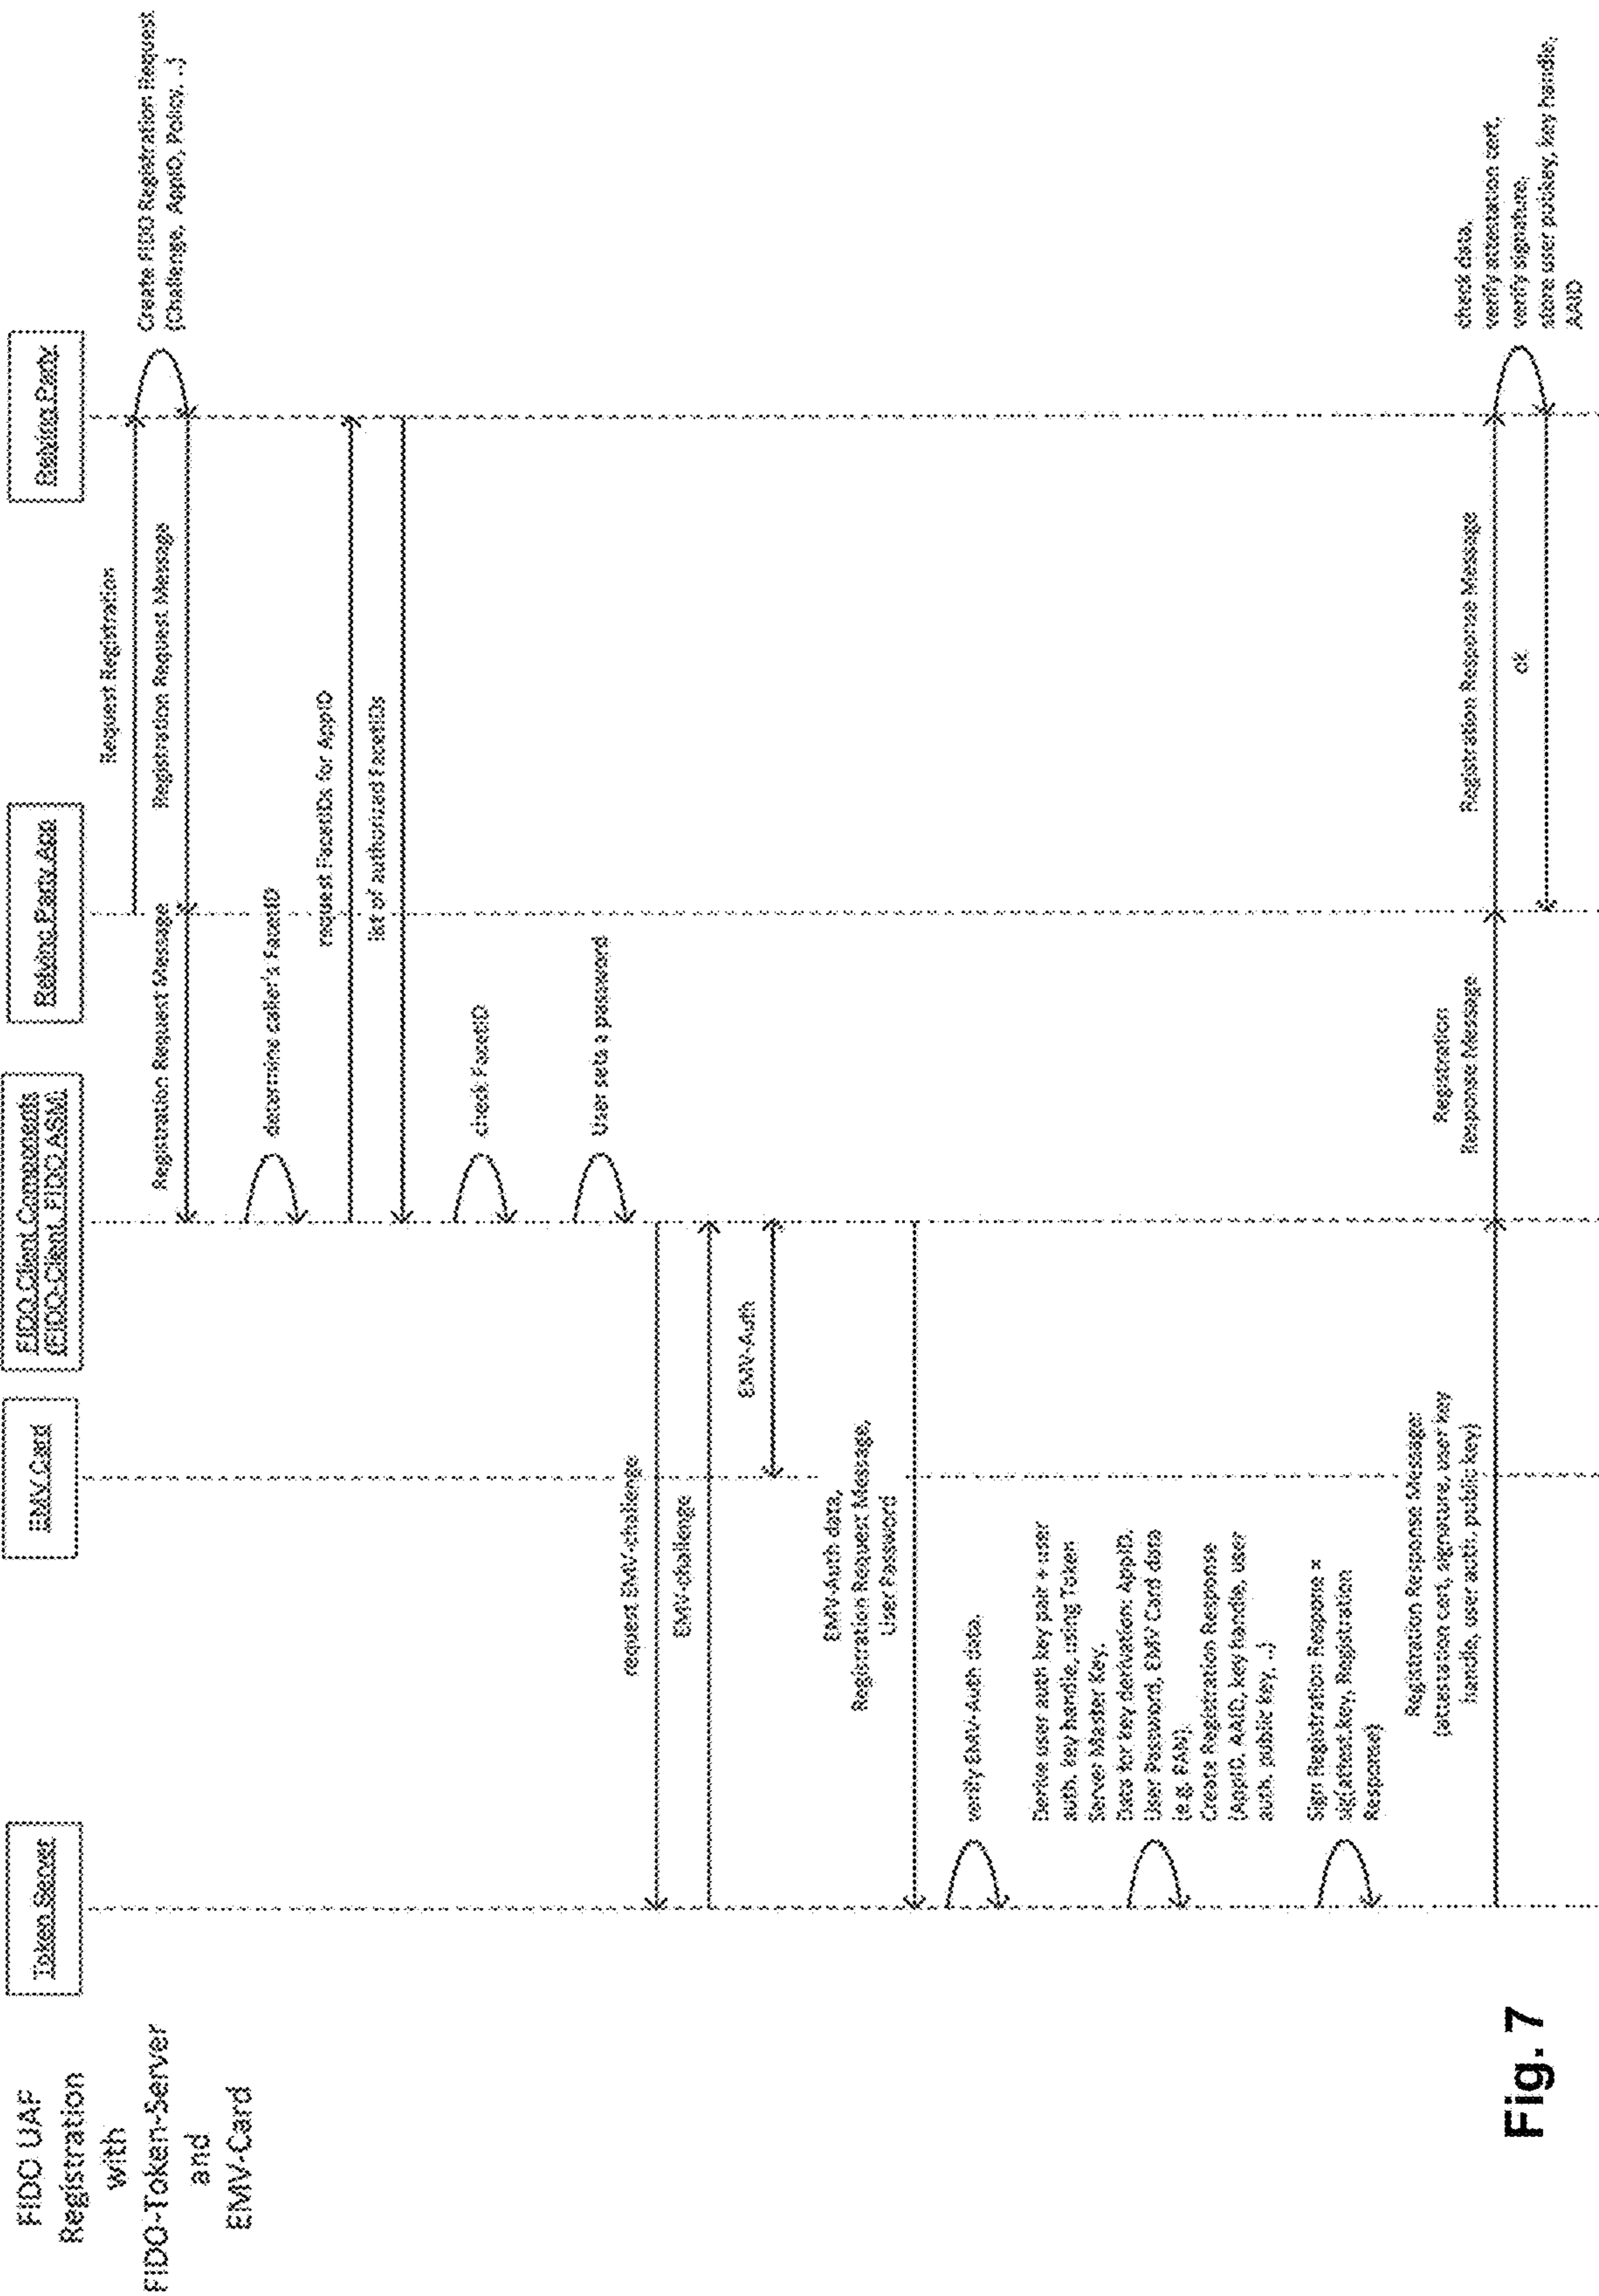 FIDO UAF
Registration
with
FIDO-Token-Server
and
EMV-Card
Token Server
EMV Card
FIDO Client Components
(FIDO-Client, FIDO ASM)
Relying Party App
Relying Party
Request Registration
Create FIDO Registration Request
(Challenge, AppID, Policy, ..)
Registration Request Message
Registration Request Message
determine caller's FacetID
request FacetIDs for AppID
list of authorized FacetIDs
check FacetID
User sets a password
request EMV-challenge
EMV-challenge
EMV-Auth
EMV-Auth data,
Registration Request Message,
User Password
verify EMV-Auth data,
Derive user auth key pair + user
auth. key handle, using Token
Server Master Key.
Data for key derivation: AppID,
User Password, EMV Card data
(e.g. PAN).
Create Registration Response
(AppID, AAID, key handle, user
auth. public key, ..)
Sign Registration Respone =
sig(attest.key, Registration
Response)
Registration Response Message:
(attestation cert, signature, user key
handle, user auth. public key)
Registration
Response Message
Registration Response Message
check data,
verify attestation cert,
verify signature,
store user pubkey, key handle,
AAID
ok
Fig. 7